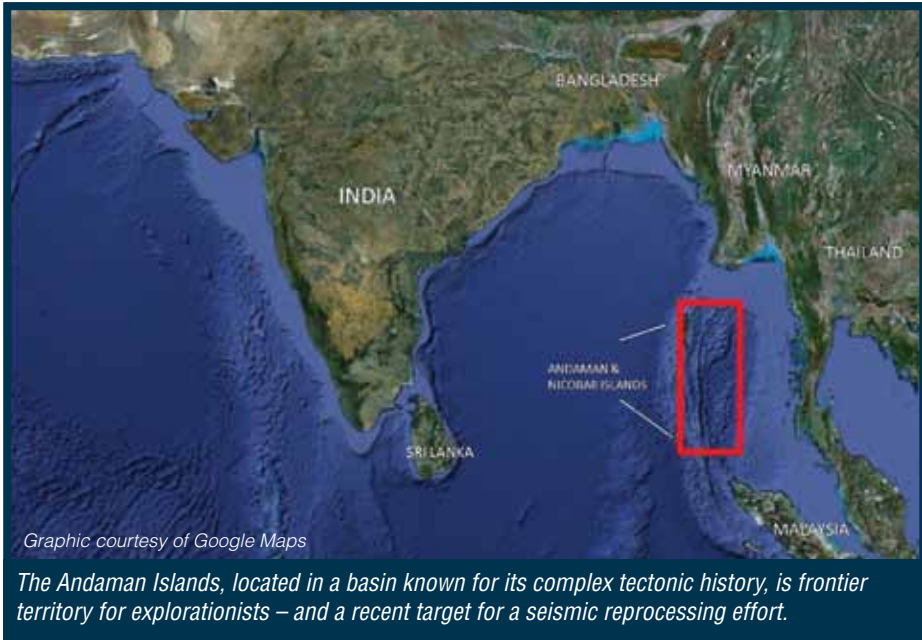 BANGLADESH
INDIA
MYANMAR
THAILAND
ANDAMAN &
NICOBAR ISLANDS
SRI LANKA
MALAYSIA
Graphic courtesy of Google Maps
The Andaman Islands, located in a basin known for its complex tectonic history, is frontier
territory for explorationists – and a recent target for a seismic reprocessing effort.